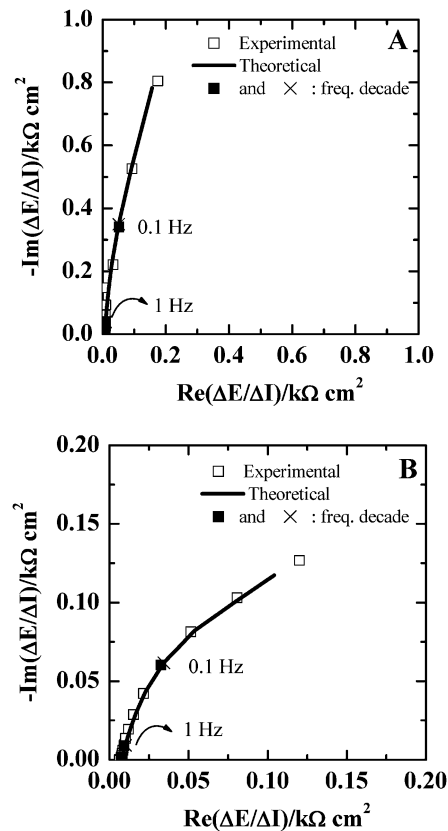 A
Experimental
Theoretical
and × : freq. decade
1.0
0.8
0.6
0.4
0.2
0.0
-Im(ΔE/ΔI)/kΩ cm²
0.1 Hz
1 Hz
0.0 0.2 0.4 0.6 0.8 1.0
Re(ΔE/ΔI)/kΩ cm²
B
Experimental
Theoretical
and × : freq. decade
0.20
0.15
0.10
0.05
0.00
-Im(ΔE/ΔI)/kΩ cm²
0.1 Hz
1 Hz
0.00 0.05 0.10 0.15 0.20
Re(ΔE/ΔI)/kΩ cm²